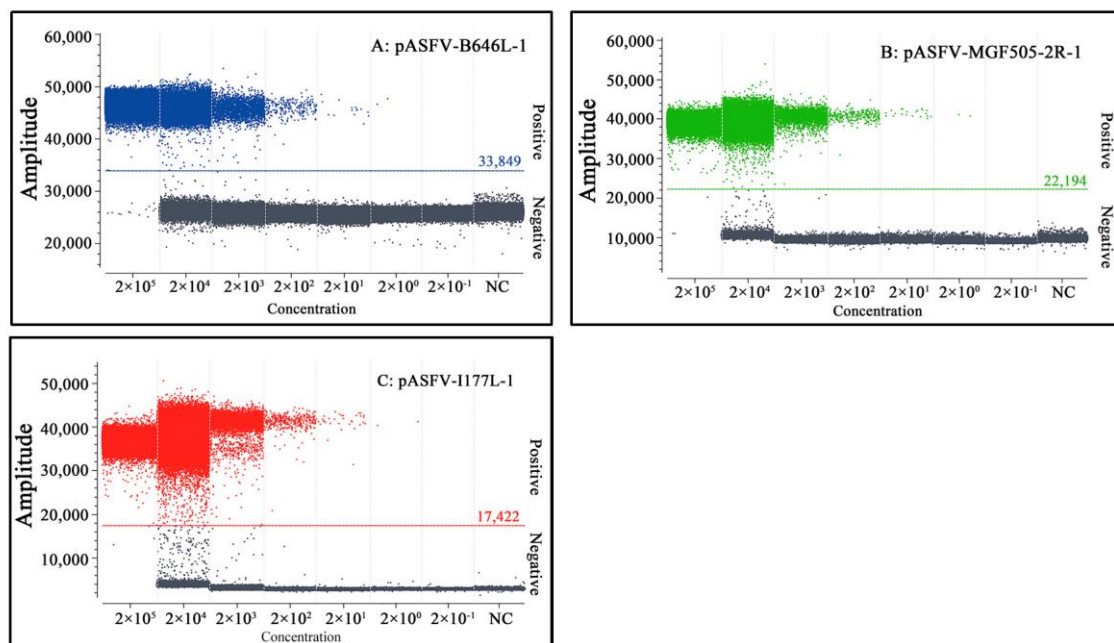 A: pASFV-B646L-1
60,000
50,000
40,000
30,000
20,000
Amplitude
33,849
Positive
Negative
2×10⁵ 2×10⁴ 2×10³ 2×10² 2×10¹ 2×10⁰ 2×10⁻¹ NC
Concentration
B: pASFV-MGF505-2R-1
60,000
50,000
40,000
30,000
20,000
10,000
Amplitude
22,194
Positive
Negative
2×10⁵ 2×10⁴ 2×10³ 2×10² 2×10¹ 2×10⁰ 2×10⁻¹ NC
Concentration
C: pASFV-I177L-1
50,000
40,000
30,000
20,000
10,000
Amplitude
17,422
Positive
Negative
2×10⁵ 2×10⁴ 2×10³ 2×10² 2×10¹ 2×10⁰ 2×10⁻¹ NC
Concentration